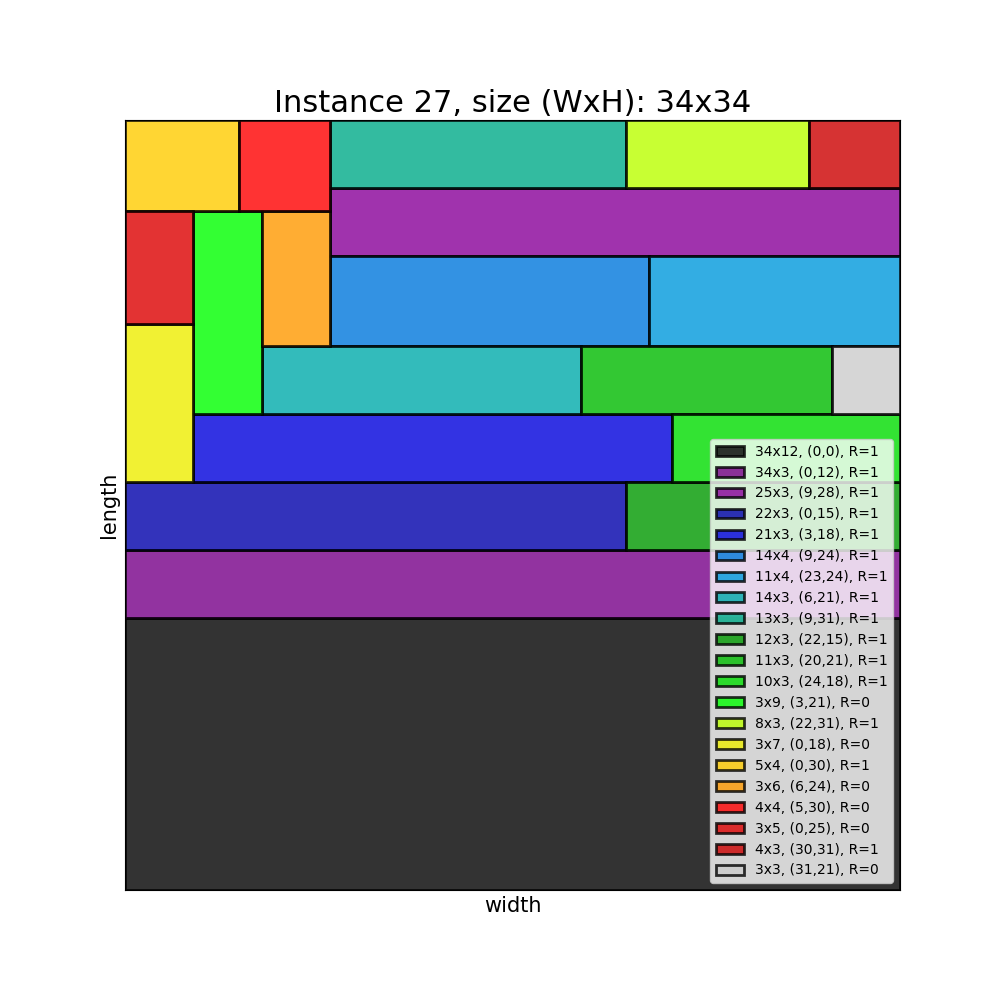 Instance 27, size (WxH): 34x34
length
34x12, (0,0), R=1
34x3, (0,12), R=1
25x3, (9,28), R=1
22x3, (0,15), R=1
21x3, (3,18), R=1
14x4, (9,24), R=1
11x4, (23,24), R=1
14x3, (6,21), R=1
13x3, (9,31), R=1
12x3, (22,15), R=1
11x3, (20,21), R=1
10x3, (24,18), R=1
3x9, (3,21), R=0
8x3, (22,31), R=1
3x7, (0,18), R=0
5x4, (0,30), R=1
3x6, (6,24), R=0
4x4, (5,30), R=0
3x5, (0,25), R=0
4x3, (30,31), R=1
3x3, (31,21), R=0
width